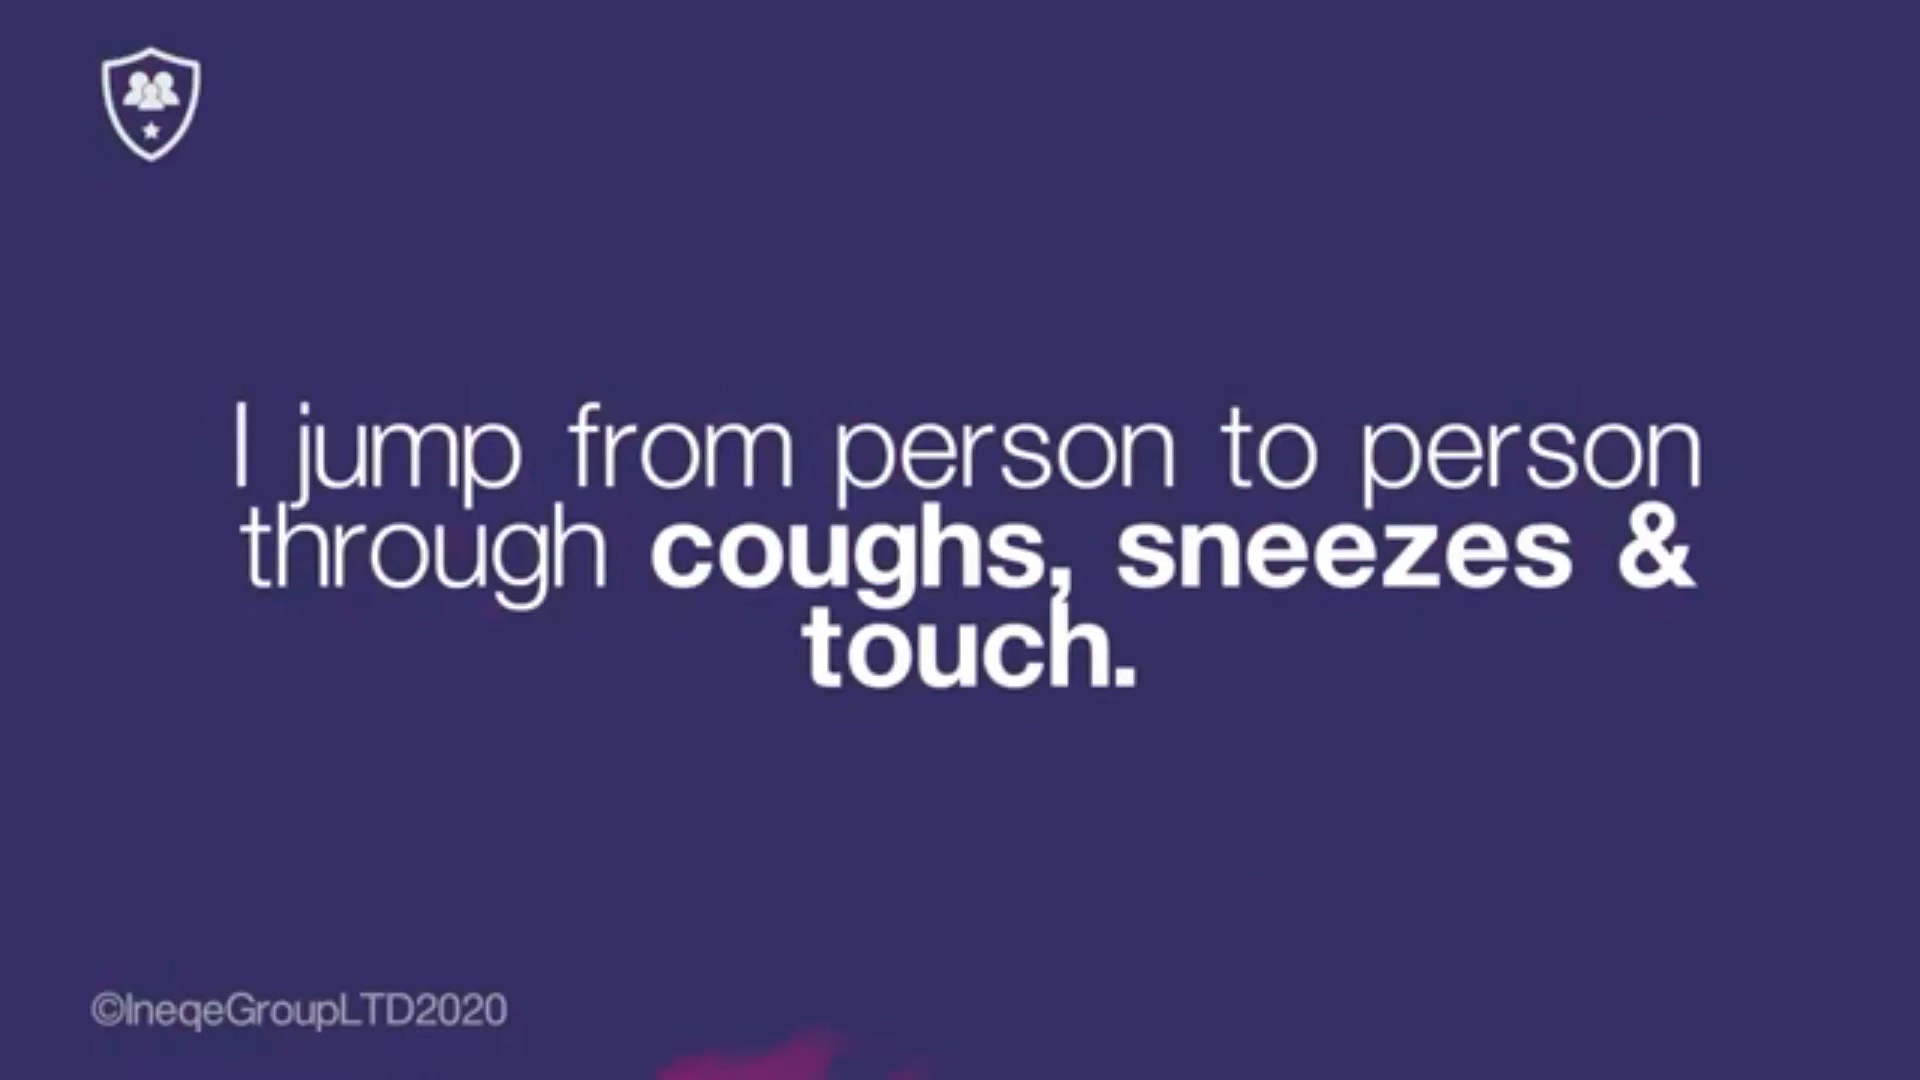 I jump from person to person
through coughs, sneezes &
touch.
©IneqeGroupLTD2020